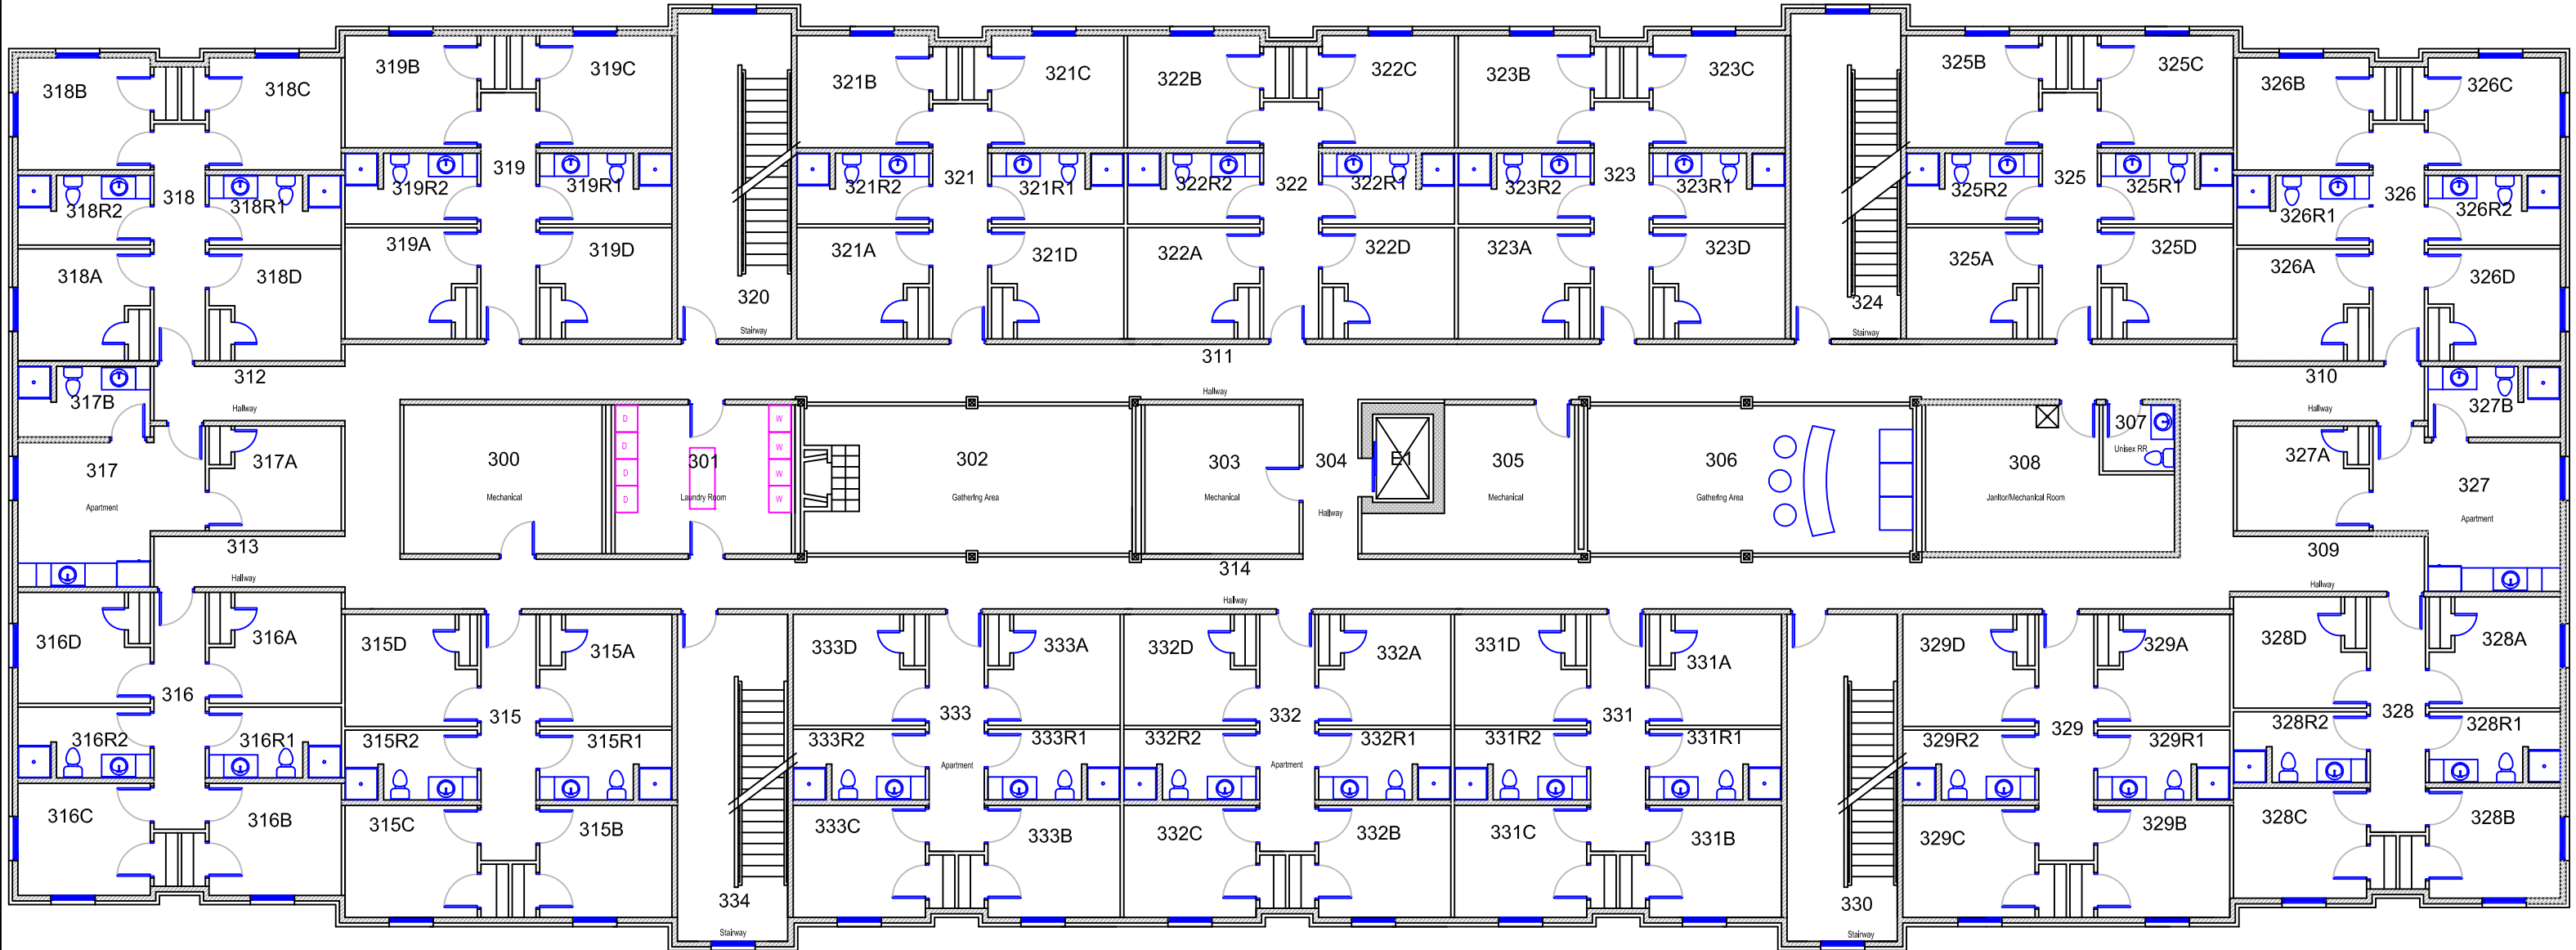 318B
318C
319B
319C
321B
321C
322B
322C
323B
323C
325B
325C
326B
326C
318R2
318
318R1
319R2
319
319R1
321R2
321
321R1
322R2
322
322R1
323R2
323
323R1
325R2
325
325R1
326R1
326
326R2
318A
318D
319A
319D
320
Stairway
321A
321D
322A
322D
323A
323D
324
Stairway
325A
325D
326A
326D
311
Hallway
312
Hallway
310
Hallway
317B
327B
317
Apartment
317A
300
Mechanical
D
D
D
D
301
Laundry Room
W
W
W
W
302
Gathering Area
303
Mechanical
304
Hallway
E1
305
Mechanical
306
Gathering Area
308
Janitor/Mechanical Room
307
Unisex RR
327A
327
Apartment
313
Hallway
314
Hallway
309
Hallway
316D
316A
315D
315A
333D
333A
332D
332A
331D
331A
329D
329A
328D
328A
316
315
333
Apartment
332
Apartment
331
329
328
316R2
316R1
315R2
315R1
333R2
333R1
332R2
332R1
331R2
331R1
329R2
329R1
328R2
328R1
316C
316B
315C
315B
334
Stairway
333C
333B
332C
332B
331C
331B
330
Stairway
329C
329B
328C
328B